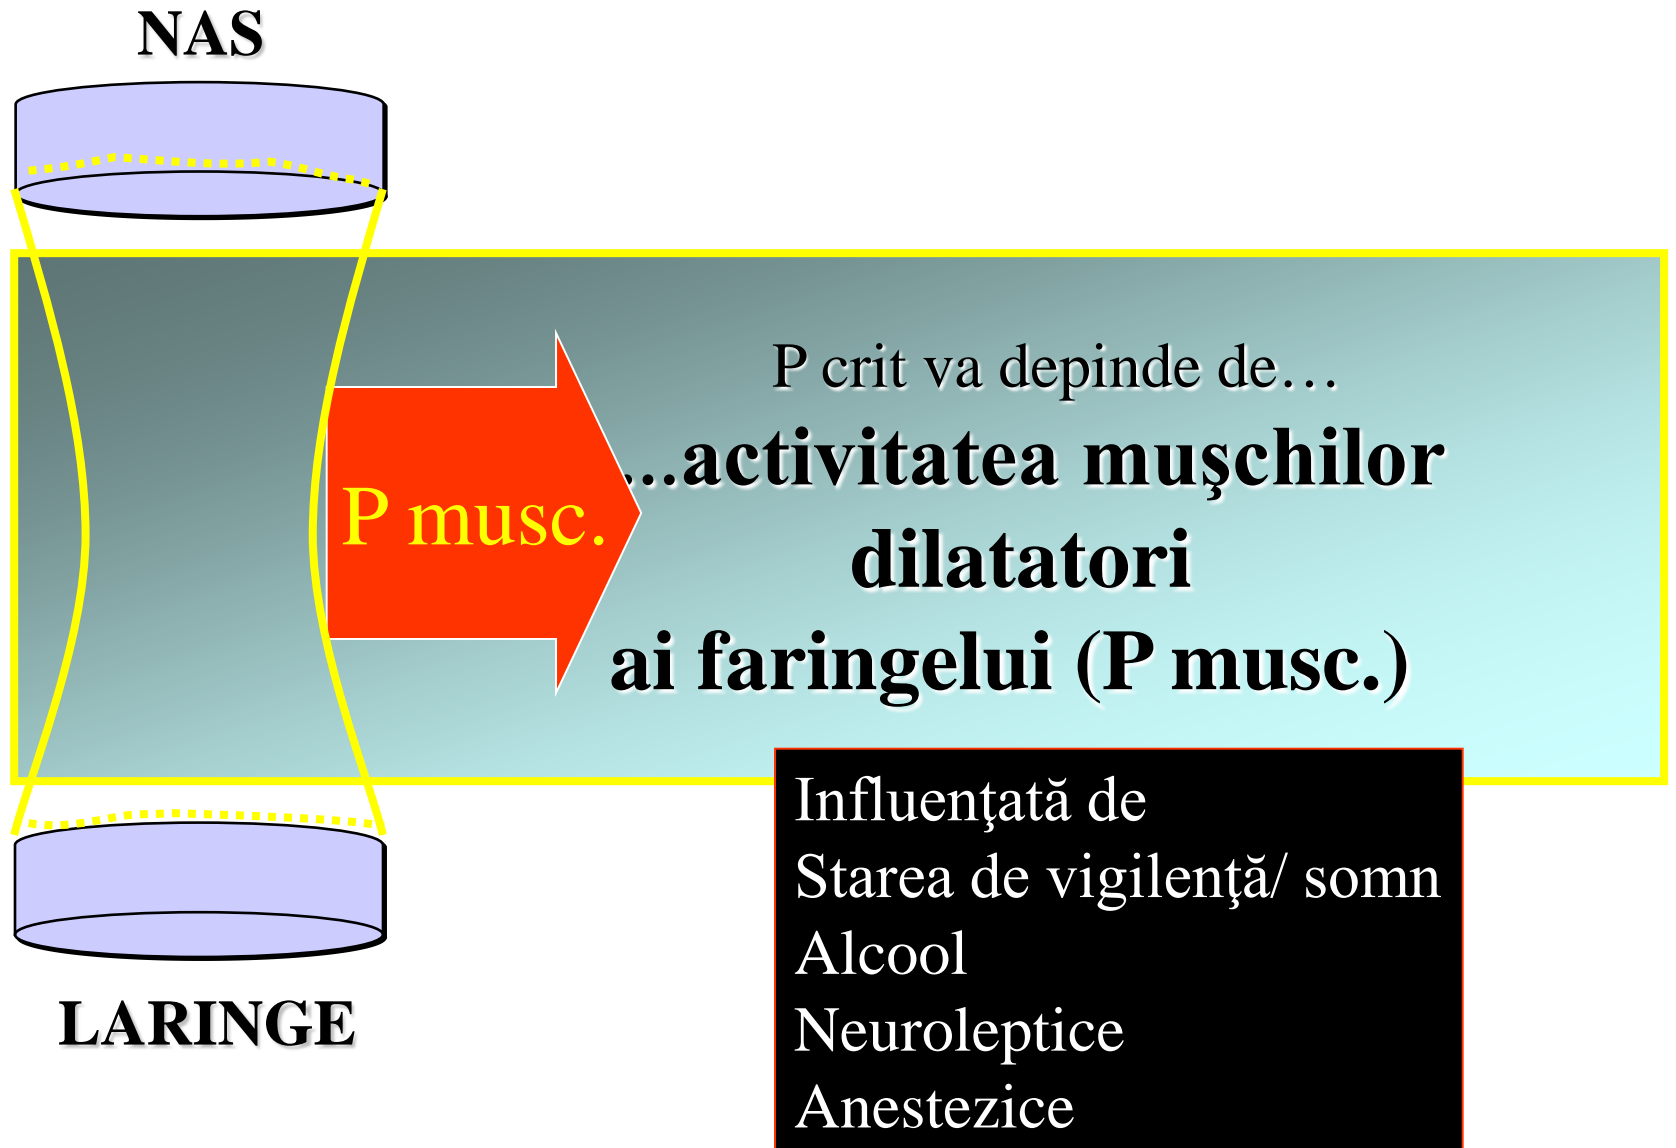 NAS
P crit va depinde de…
…activitatea muşchilor
dilatatori
ai faringelui (P musc.)
P musc.
Influenţată de
Starea de vigilenţă/ somn
Alcool
Neuroleptice
Anestezice
LARINGE